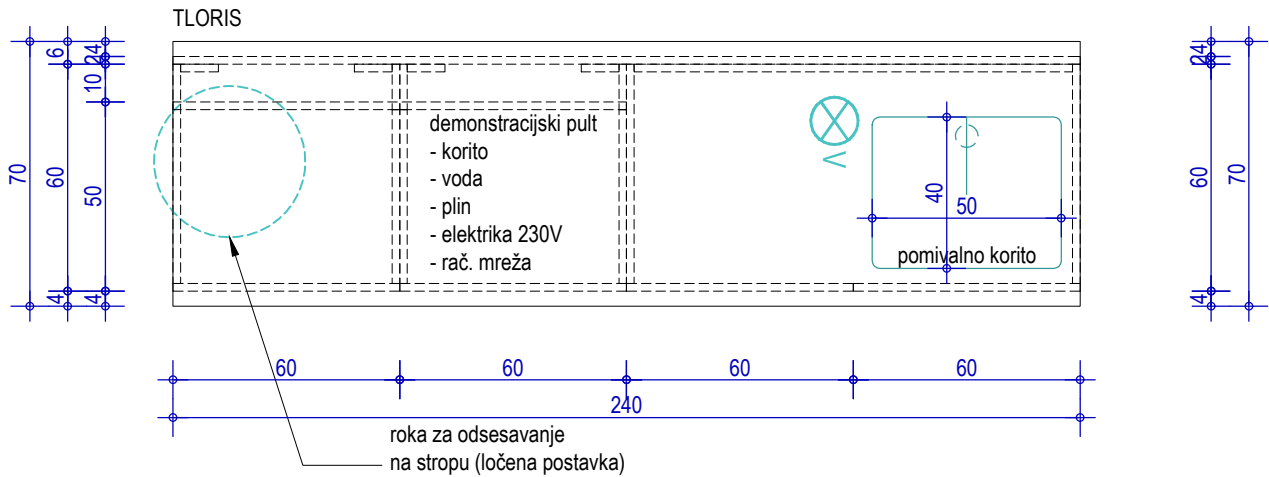 TLORIS
6
24
10
70
60
50
4
4
demonstracijski pult
- korito
- voda
- plin
- elektrika 230V
- rač. mreža
V
40
50
pomivalno korito
24
60
70
4
60
60
60
60
240
roka za odsesavanje
na stropu (ločena postavka)